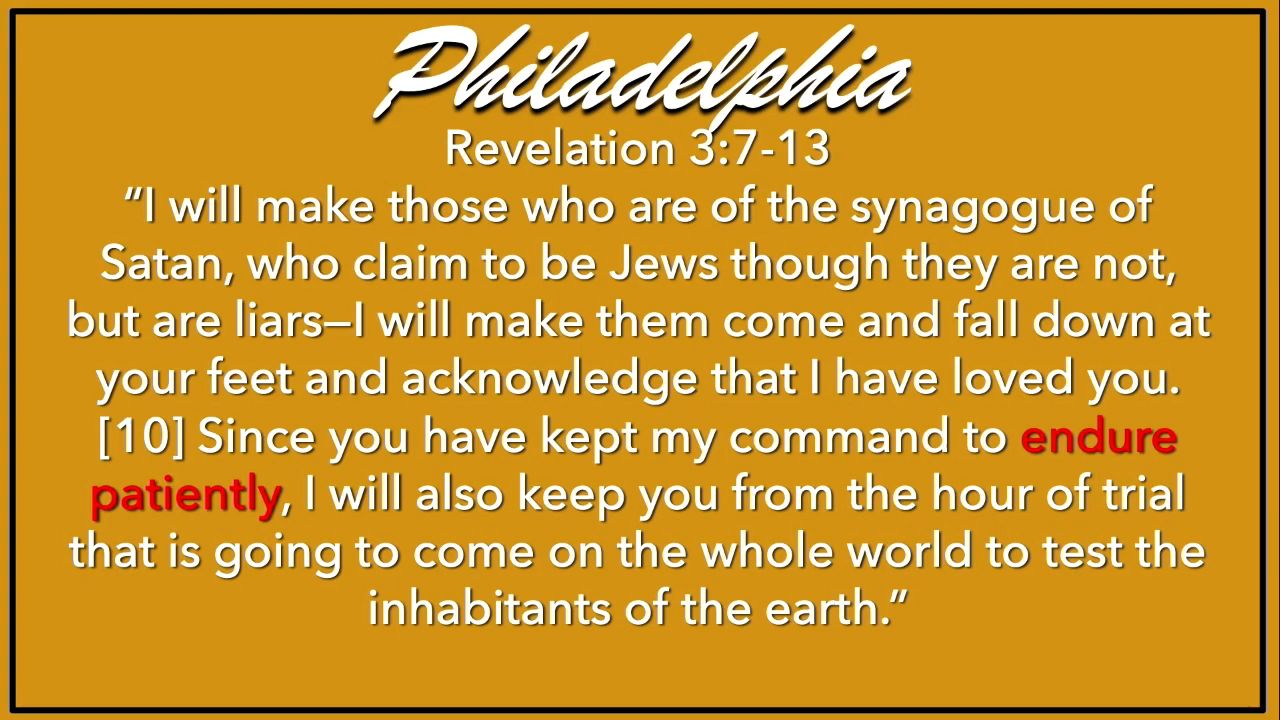 Philadelphia
Revelation 3:7-13
“I will make those who are of the synagogue of
Satan, who claim to be Jews though they are not,
but are liars—I will make them come and fall down at
your feet and acknowledge that I have loved you.
[10] Since you have kept my command to endure
patiently, I will also keep you from the hour of trial
that is going to come on the whole world to test the
inhabitants of the earth.”